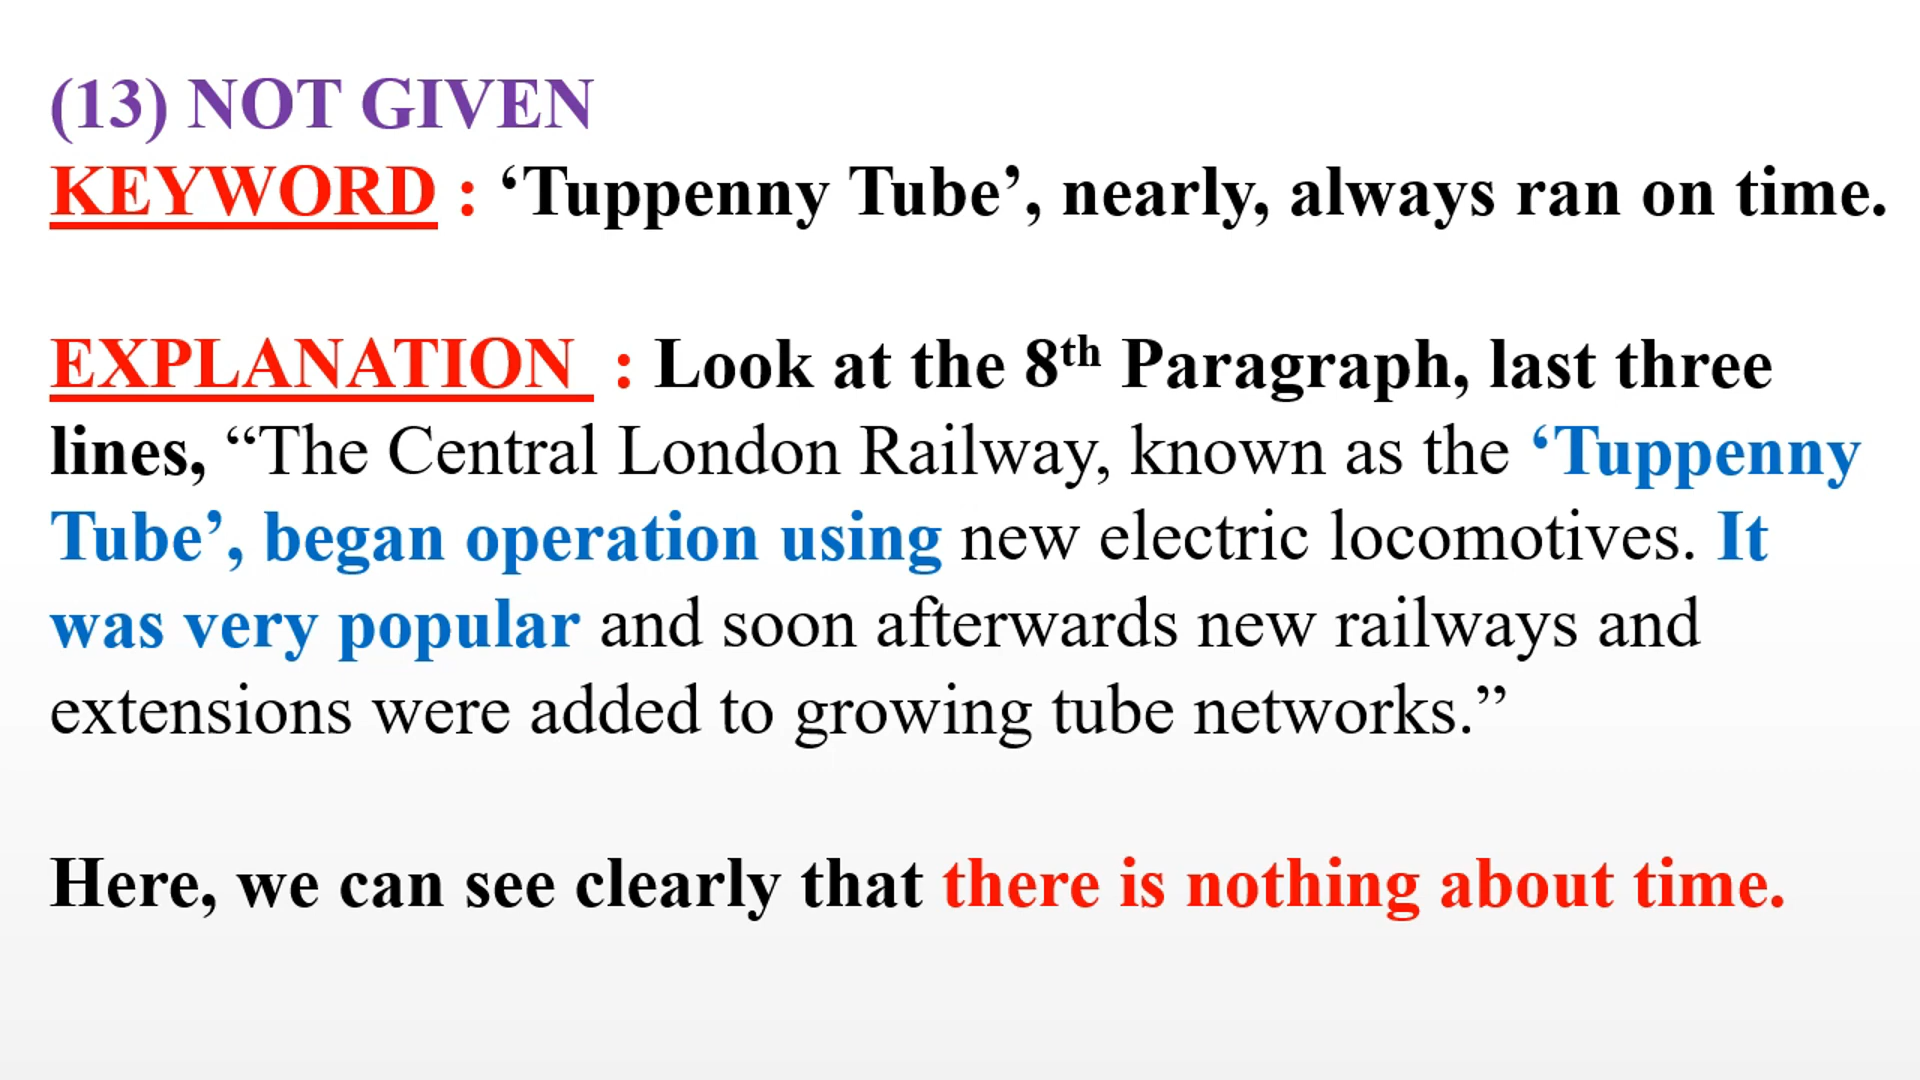 (13) NOT GIVEN
KEYWORD : ‘Tuppenny Tube’, nearly, always ran on time.
EXPLANATION : Look at the 8th Paragraph, last three
lines, “The Central London Railway, known as the ‘Tuppenny
Tube’, began operation using new electric locomotives. It
was very popular and soon afterwards new railways and
extensions were added to growing tube networks.”
Here, we can see clearly that there is nothing about time.